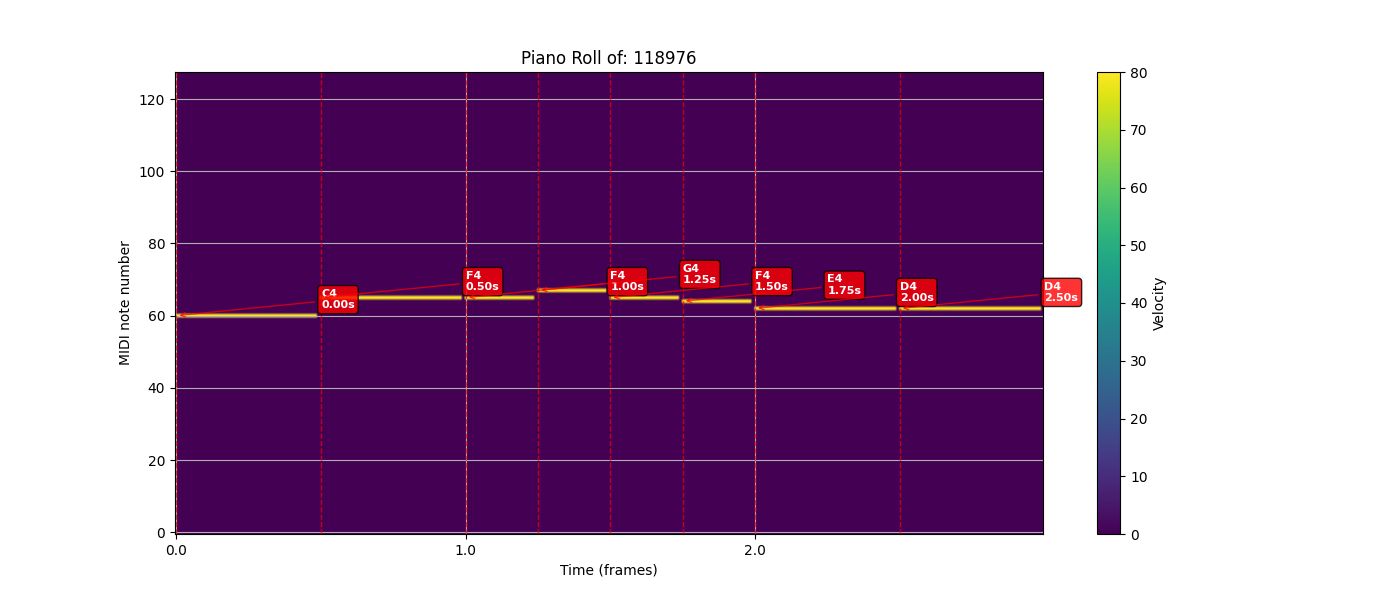 Piano Roll of: 118976
120
100
80
60
40
20
0
MIDI note number
C4
0.00s
F4
0.50s
F4
1.00s
G4
1.25s
F4
1.50s
E4
1.75s
D4
2.00s
D4
2.50s
0.0
1.0
2.0
Time (frames)
80
70
60
50
40
30
20
10
0
Velocity